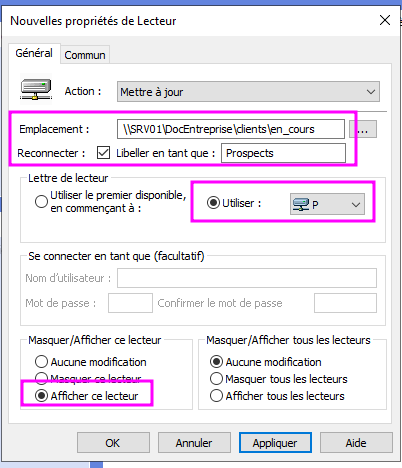 Nouvelles propriétés de Lecteur
Général Commun
Action : Mettre à jour
Emplacement : \\SRV01\DocEntreprise\clients\en_cours ...
Reconnecter : Libeller en tant que : Prospects
Lettre de lecteur
Utiliser le premier disponible, en commençant à :
Utiliser : P
Se connecter en tant que (facultatif)
Nom d'utilisateur :
Mot de passe : Confirmer le mot de passe
Masquer/Afficher ce lecteur
Aucune modification
Masquer ce lecteur
Afficher ce lecteur
Masquer/Afficher tous les lecteurs
Aucune modification
Masquer tous les lecteurs
Afficher tous les lecteurs
OK Annuler Appliquer Aide